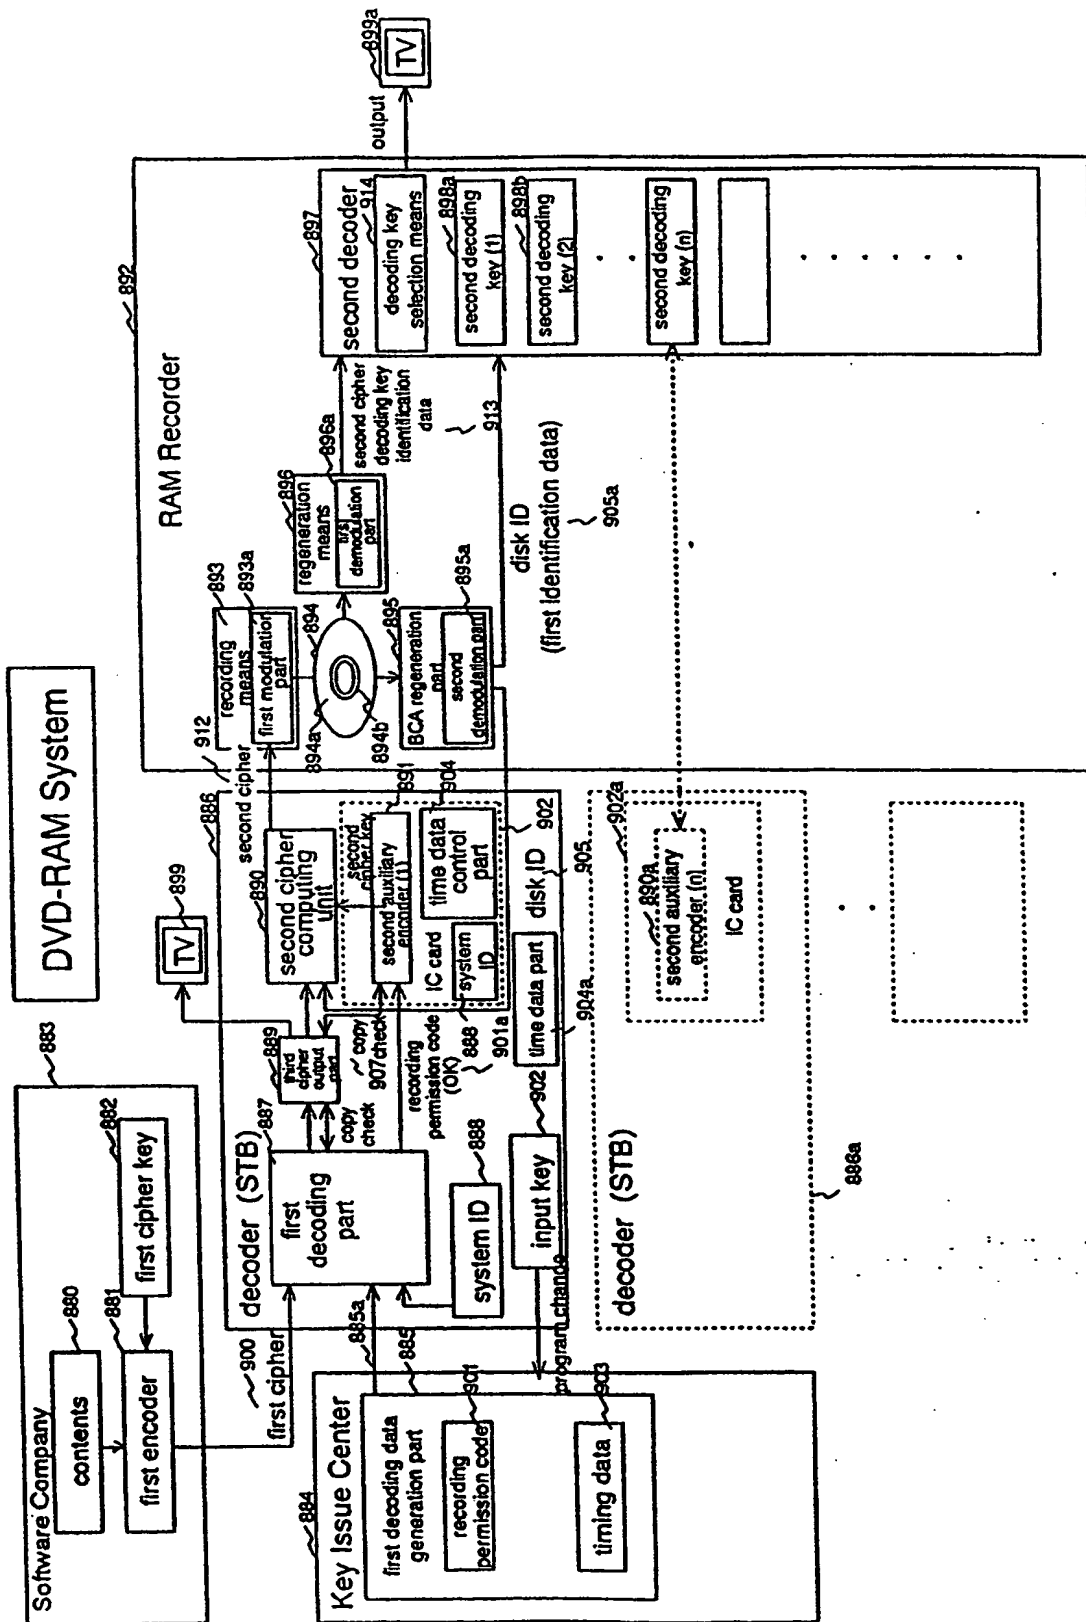 DVD-RAM System
Software Company
883
contents
880
first encoder
881
first cipher key
882
900
first cipher
Key Issue Center
884
first decoding data
generation part
885
885a
recording
permission code
901
timing data
903
program change
decoder (STB)
886
first
decoding
part
887
system ID
888
input key
902
third
cipher
output
part
889
copy
check
copy
907check
recording
permission code
(OK)
901a
TV
899
second cipher
computing
unit
890
second cipher
912
second
cipher key
second auxiliary
encoder (1)
891
IC card
system
ID
888
time data
control
part
904
902
time data part
904a
disk ID
905
decoder (STB)
886a
second auxiliary
encoder (n)
890a
IC card
902a
RAM Recorder
892
recording
means
893
first modulation
part
893a
894
894a
894b
BCA regeneration
part
895
second
demodulation part
895a
regeneration
means
896
first
demodulation
part
896a
second cipher
decoding key
identification
data
913
disk ID
(first identification data)
905a
second decoder
897
decoding key
selection means
914
second decoding
key (1)
898a
second decoding
key (2)
898b
second decoding
key (n)
output
TV
899a